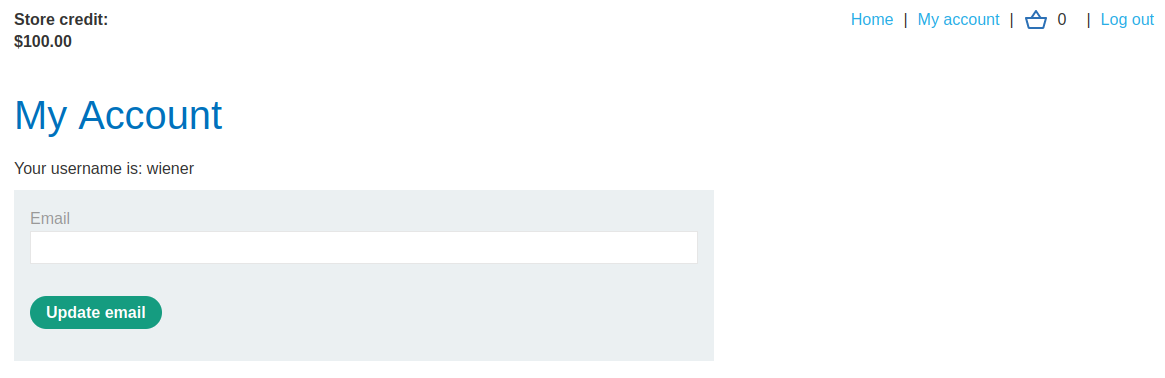 Store credit:
$100.00
Home | My account | 0 | Log out
My Account
Your username is: wiener
Email
Update email